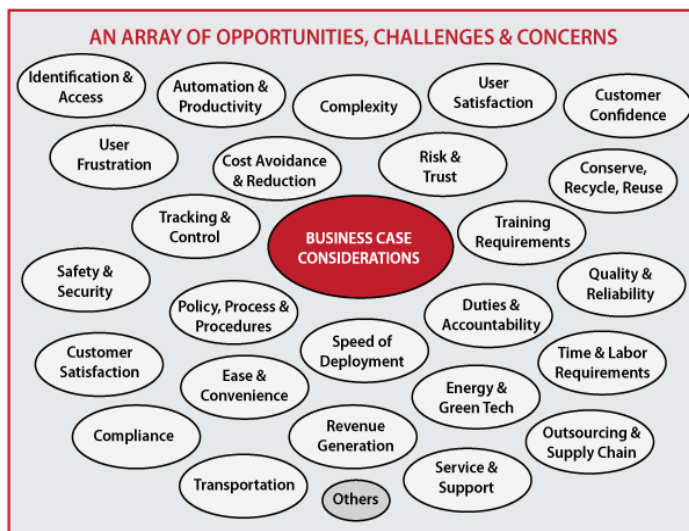 AN ARRAY OF OPPORTUNITIES, CHALLENGES & CONCERNS
Identification &
Access
Automation &
Productivity
Complexity
User
Satisfaction
Customer
Confidence
User
Frustration
Cost Avoidance
& Reduction
Risk &
Trust
Conserve,
Recycle, Reuse
Tracking &
Control
BUSINESS CASE
CONSIDERATIONS
Training
Requirements
Safety &
Security
Quality &
Reliability
Policy, Process &
Procedures
Duties &
Accountability
Speed of
Deployment
Customer
Satisfaction
Time & Labor
Requirements
Ease &
Convenience
Energy &
Green Tech
Compliance
Revenue
Generation
Outsourcing &
Supply Chain
Transportation
Service &
Support
Others